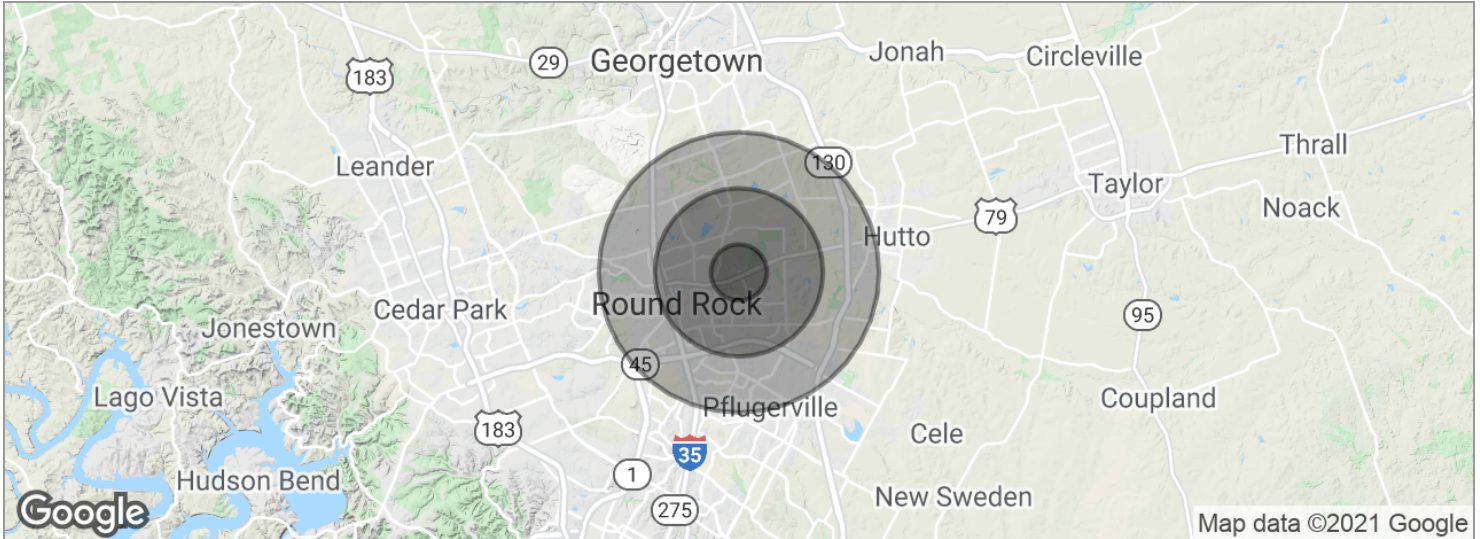 Georgetown
Jonah
Circleville
29
183
Thrall
130
Leander
Taylor
Noack
79
Hutto
Round Rock
Cedar Park
95
Jonestown
45
Lago Vista
Coupland
Pflugerville
183
Cele
35
1
Hudson Bend
New Sweden
275
Google
Map data ©2021 Google